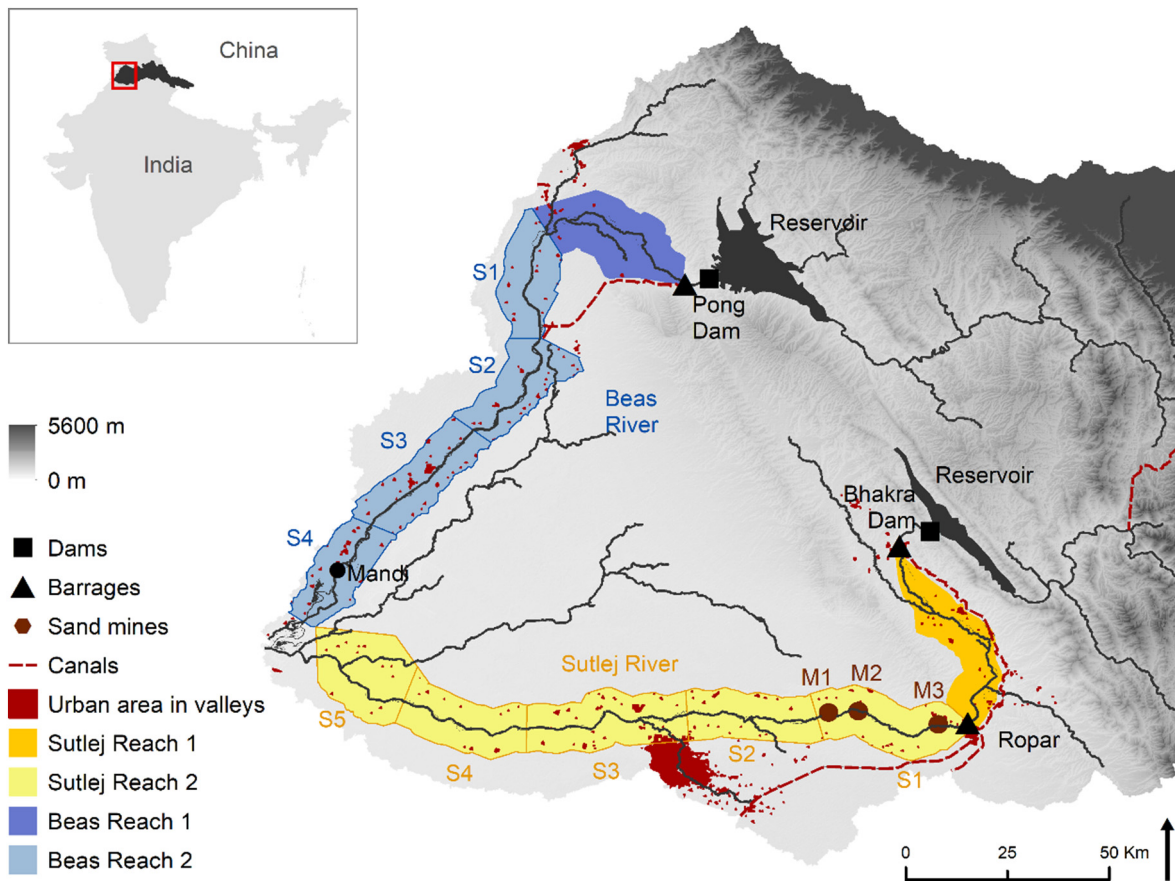 China
India
Reservoir
S1
Pong
Dam
S2
Beas
River
5600 m
0 m
S3
Reservoir
Bhakra
Dam
S4
Mandi
Dams
Barrages
Sand mines
Canals
Urban area in valleys
Sutlej Reach 1
Sutlej Reach 2
Beas Reach 1
Beas Reach 2
Sutlej River
M1
M2
M3
S5
S4
S3
S2
S1
Ropar
0
25
50 Km